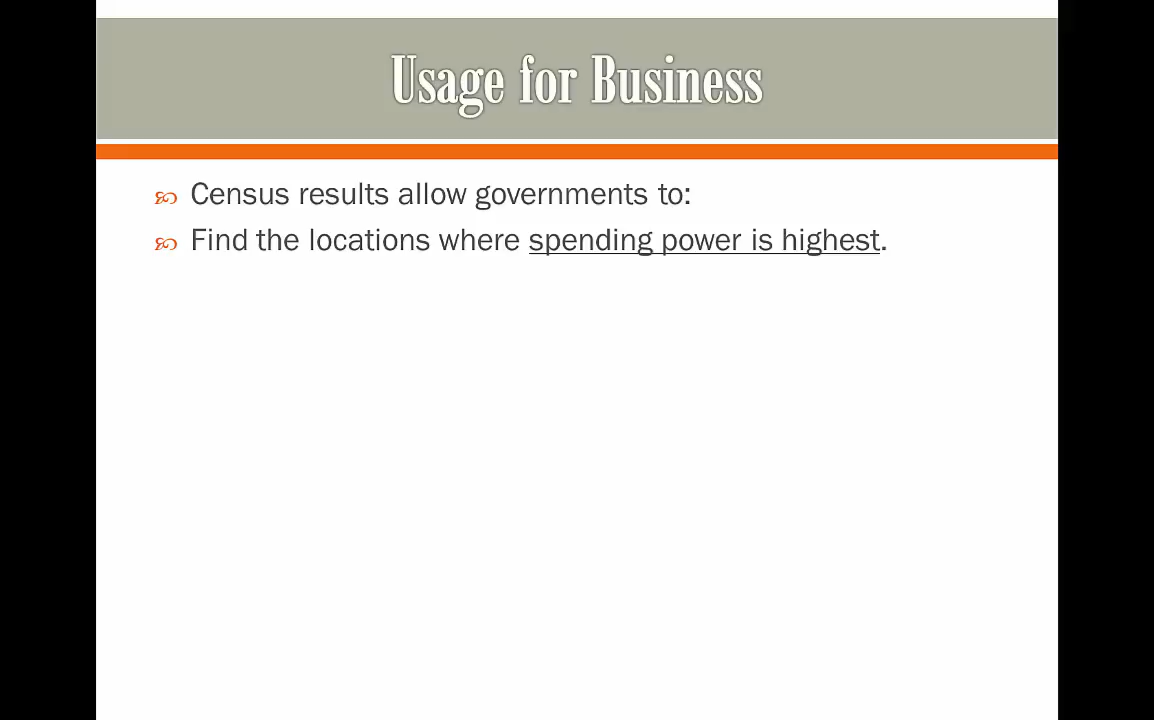 Usage for Business
Census results allow governments to:
Find the locations where spending power is highest.